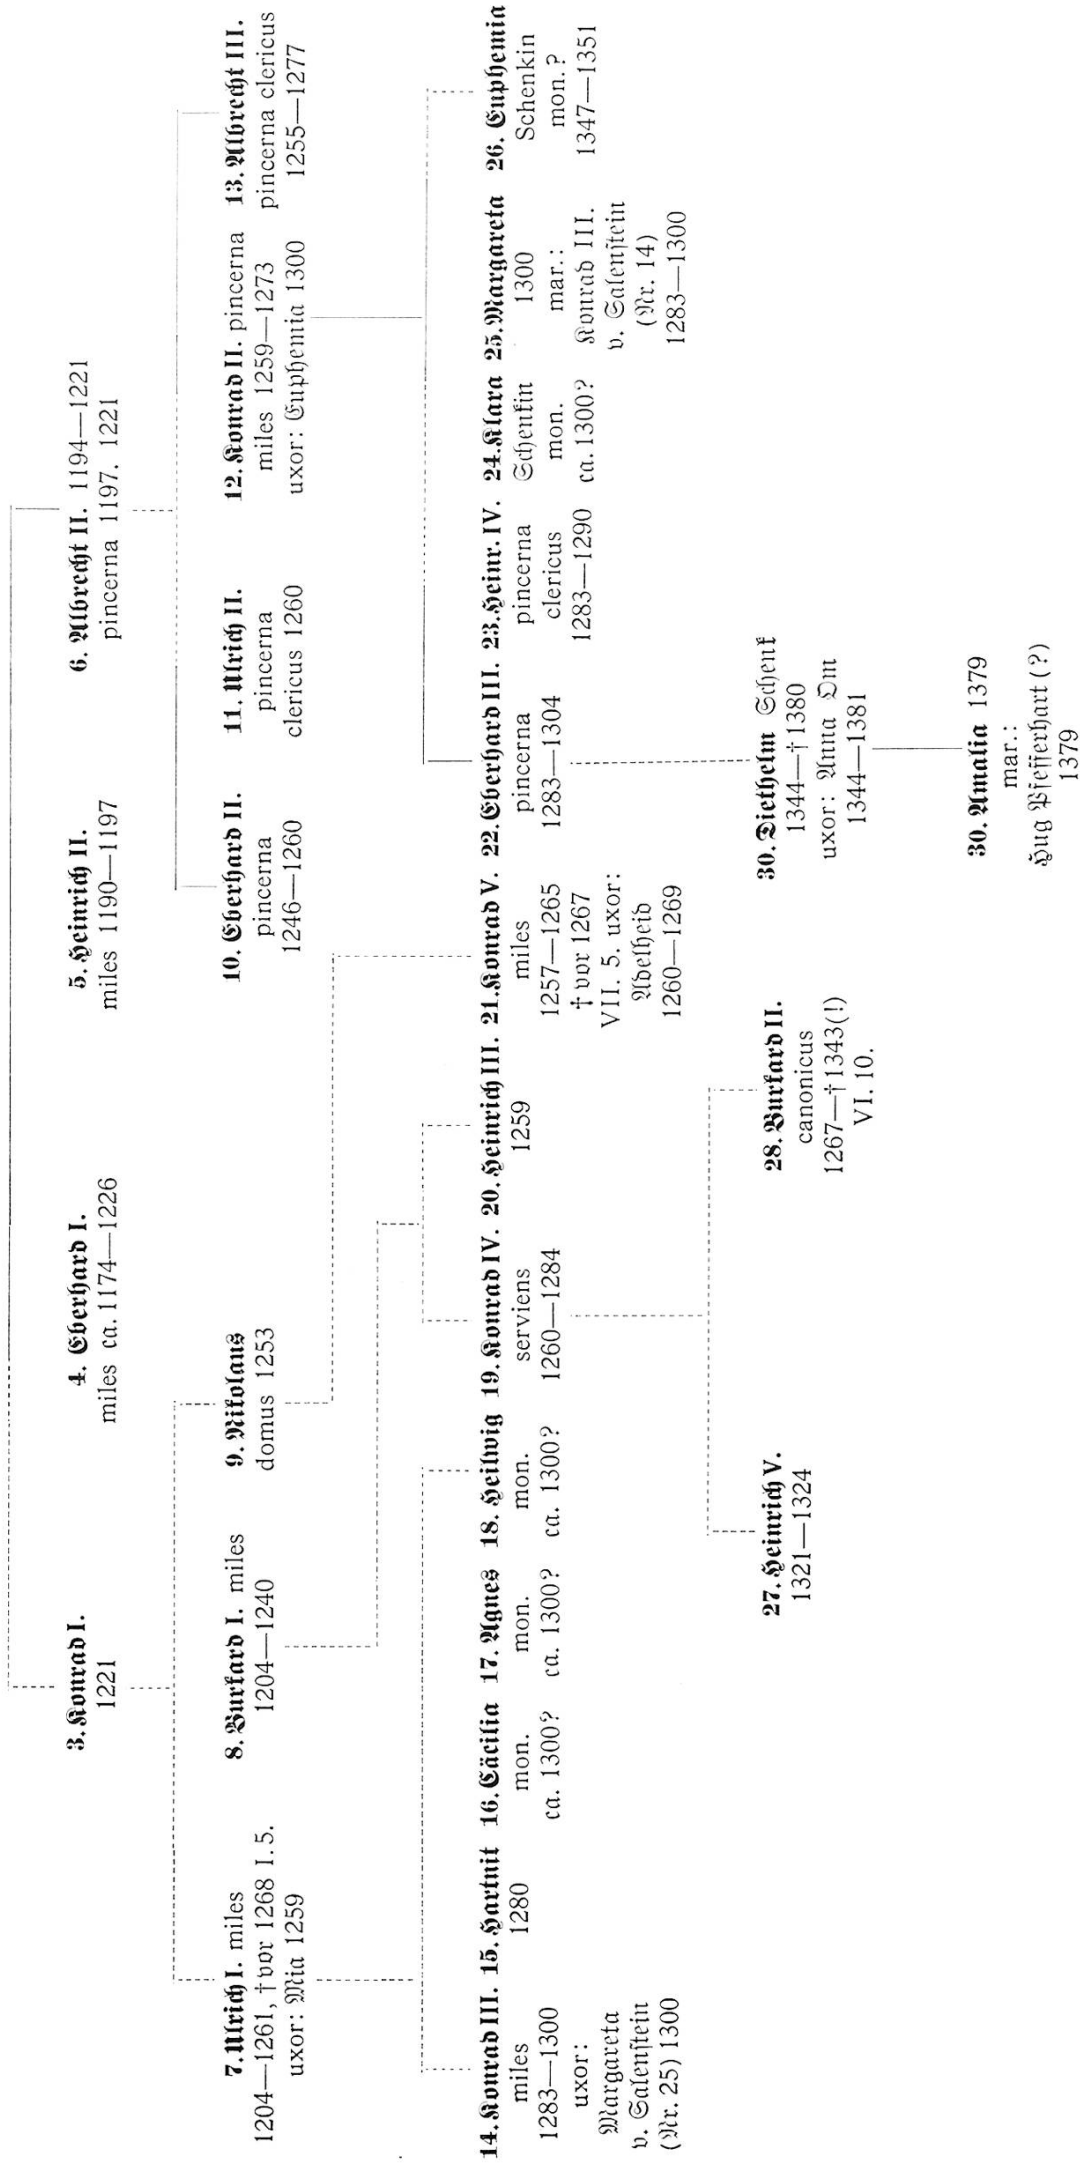 3. Konrad I.
1221
4. Eberhard I.
miles ca. 1174—1226
5. Heinrich II.
miles 1190—1197
6. Albrecht II. 1194—1221
pincerna 1197. 1221
7. Ulrich I. miles
1204—1261, † vor 1268 I. 5.
uxor: Mia 1259
8. Burkard I. miles
1204—1240
9. Nikolaus
domus 1253
10. Eberhard II.
pincerna
1246—1260
11. Ulrich II.
pincerna
clericus 1260
12. Konrad II. pincerna
miles 1259—1273
uxor: Euphemia 1300
13. Albrecht III.
pincerna clericus
1255—1277
14. Konrad III.
miles
1283—1300
uxor:
Margareta
v. Salenstein
(Nr. 25) 1300
15. Hartnit
1280
16. Cäcilia
mon.
ca. 1300?
17. Agnes
mon.
ca. 1300?
18. Heilwig
mon.
ca. 1300?
19. Konrad IV.
serviens
1260—1284
20. Heinrich III.
1259
21. Konrad V.
miles
1257—1265
† vor 1267
VII. 5. uxor:
Adelheid
1260—1269
22. Eberhard III.
pincerna
1283—1304
23. Heinr. IV.
pincerna
clericus
1283—1290
24. Klara
Schenkin
mon.
ca. 1300?
25. Margareta
1300
mar.:
Konrad III.
v. Salenstein
(Nr. 14)
1283—1300
26. Euphemia
Schenkin
mon.?
1347—1351
27. Heinrich V.
1321—1324
28. Burkard II.
canonicus
1267—†1343(!)
VI. 10.
30. Diethelm Schenk
1344—†1380
uxor: Anna Om
1344—1381
30. Amalia 1379
mar.:
Hug Pfefferhart (?)
1379